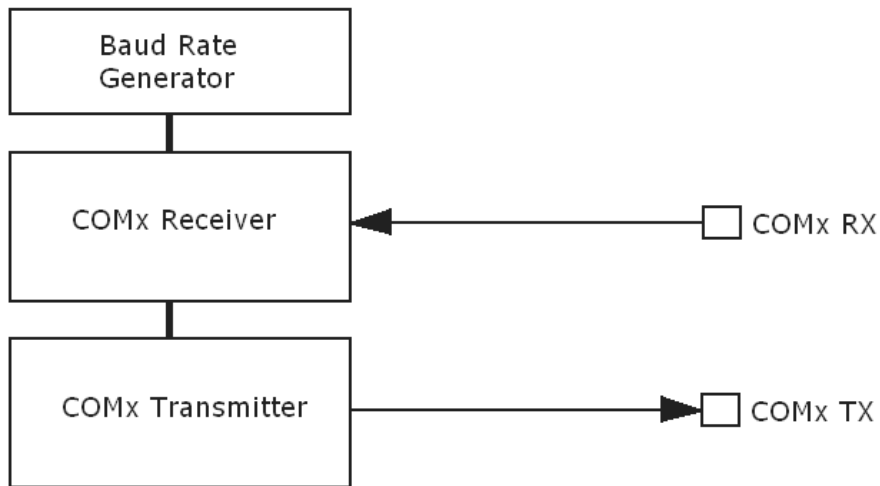 Baud Rate
Generator
COMx Receiver
COMx RX
COMx Transmitter
COMx TX